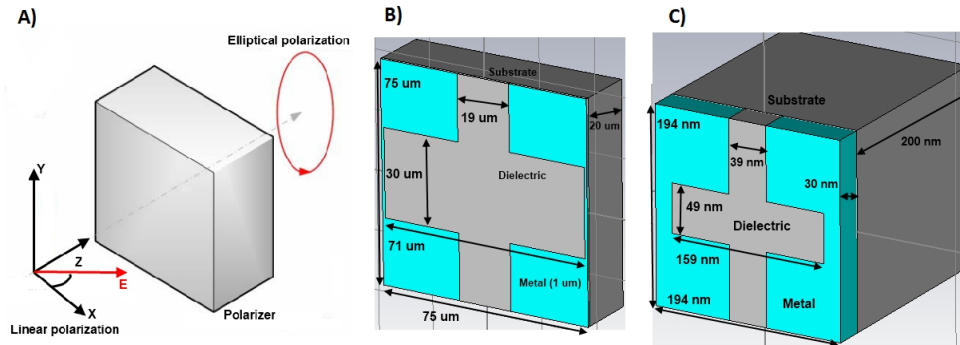 A)
Elliptical polarization
Y
Z
E
X
Linear polarization
Polarizer
B)
Substrate
75 um
19 um
20 um
30 um
Dielectric
71 um
Metal (1 um)
75 um
C)
Substrate
194 nm
200 nm
39 nm
30 nm
49 nm
Dielectric
159 nm
194 nm
Metal